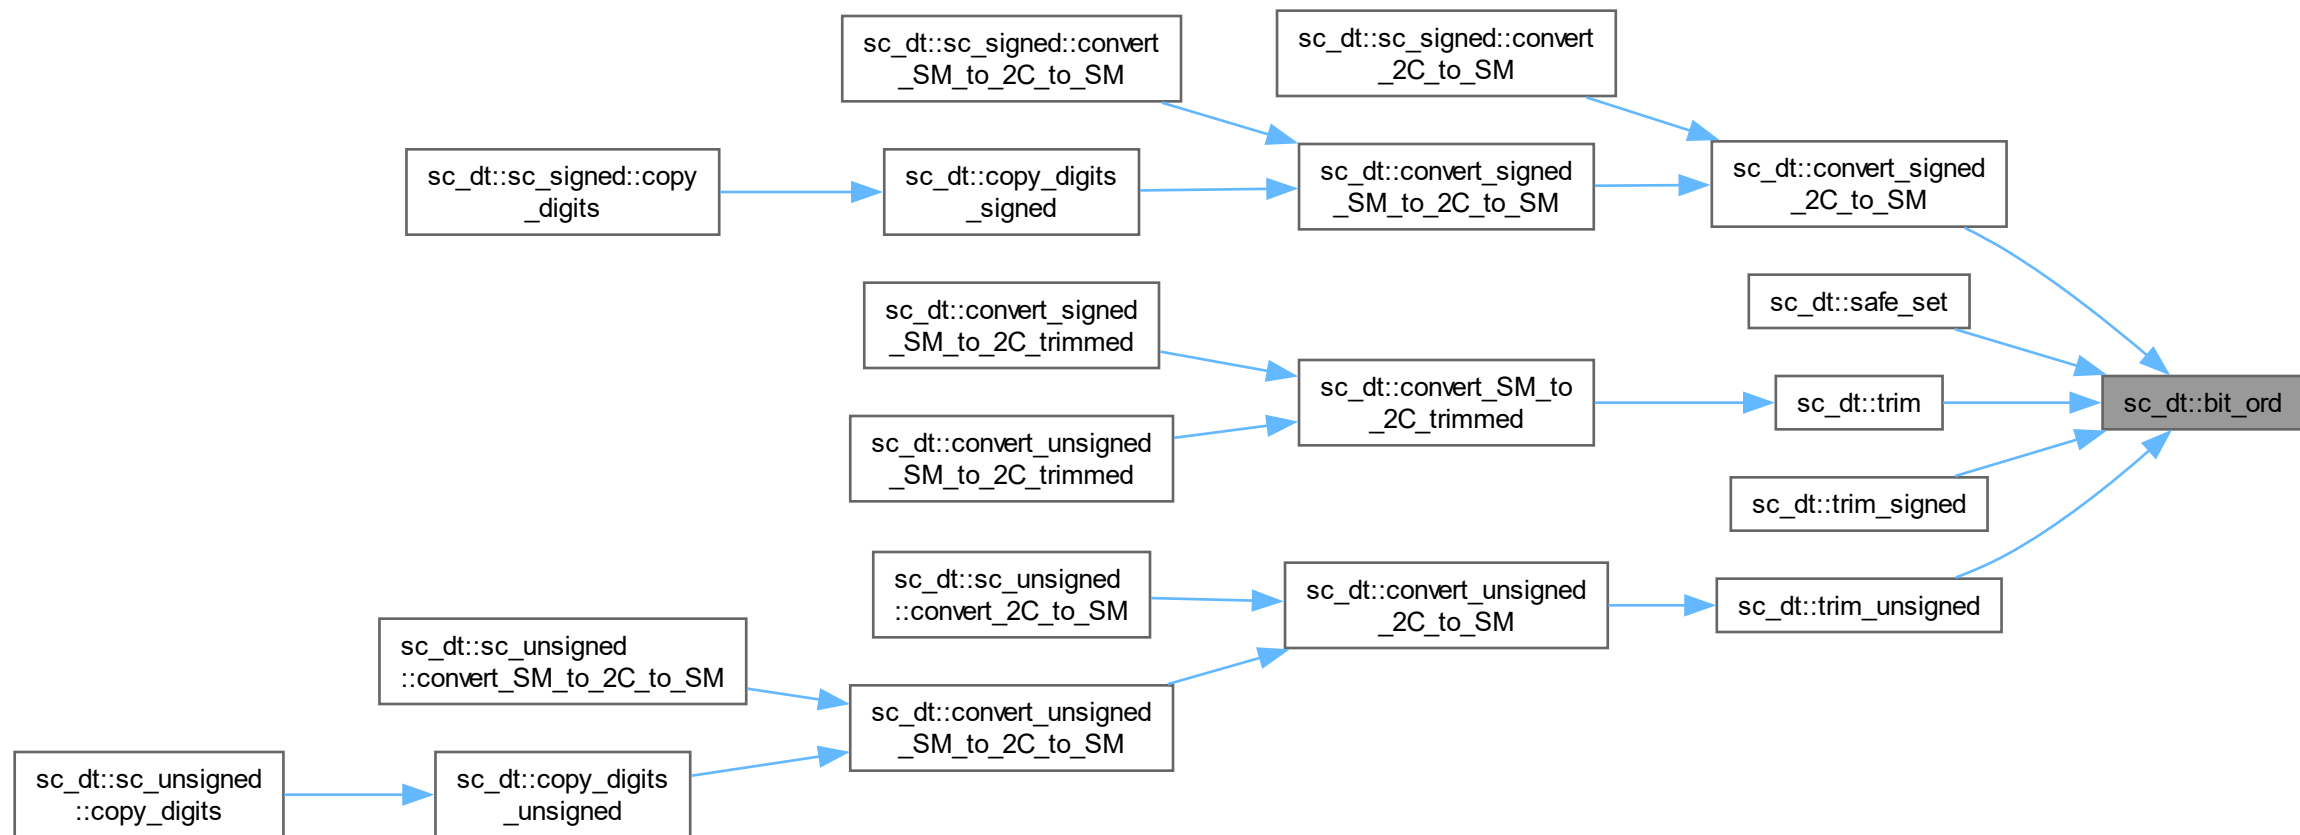 sc_dt::sc_signed::convert
_SM_to_2C_to_SM
sc_dt::sc_signed::convert
_2C_to_SM
sc_dt::sc_signed::copy
_digits
sc_dt::copy_digits
_signed
sc_dt::convert_signed
_SM_to_2C_to_SM
sc_dt::convert_signed
_2C_to_SM
sc_dt::convert_signed
_SM_to_2C_trimmed
sc_dt::safe_set
sc_dt::convert_SM_to
_2C_trimmed
sc_dt::trim
sc_dt::bit_ord
sc_dt::convert_unsigned
_SM_to_2C_trimmed
sc_dt::trim_signed
sc_dt::sc_unsigned
::convert_2C_to_SM
sc_dt::convert_unsigned
_2C_to_SM
sc_dt::trim_unsigned
sc_dt::sc_unsigned
::convert_SM_to_2C_to_SM
sc_dt::convert_unsigned
_SM_to_2C_to_SM
sc_dt::sc_unsigned
::copy_digits
sc_dt::copy_digits
_unsigned